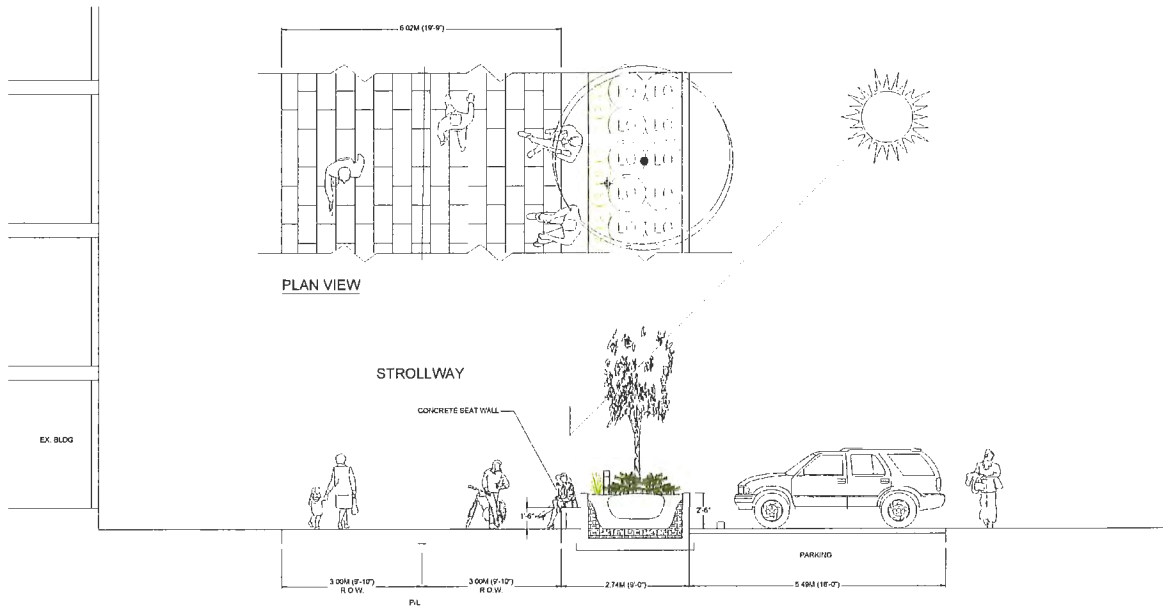 6.02M (19'-9")
PLAN VIEW
STROLLWAY
CONCRETE SEAT WALL
EX. BLDG
1'-6"
2'-6"
PARKING
3.00M (9'-10")
R.O.W.
3.00M (9'-10")
R.O.W.
2.74M (9'-0")
5.49M (18'-0")
P/L